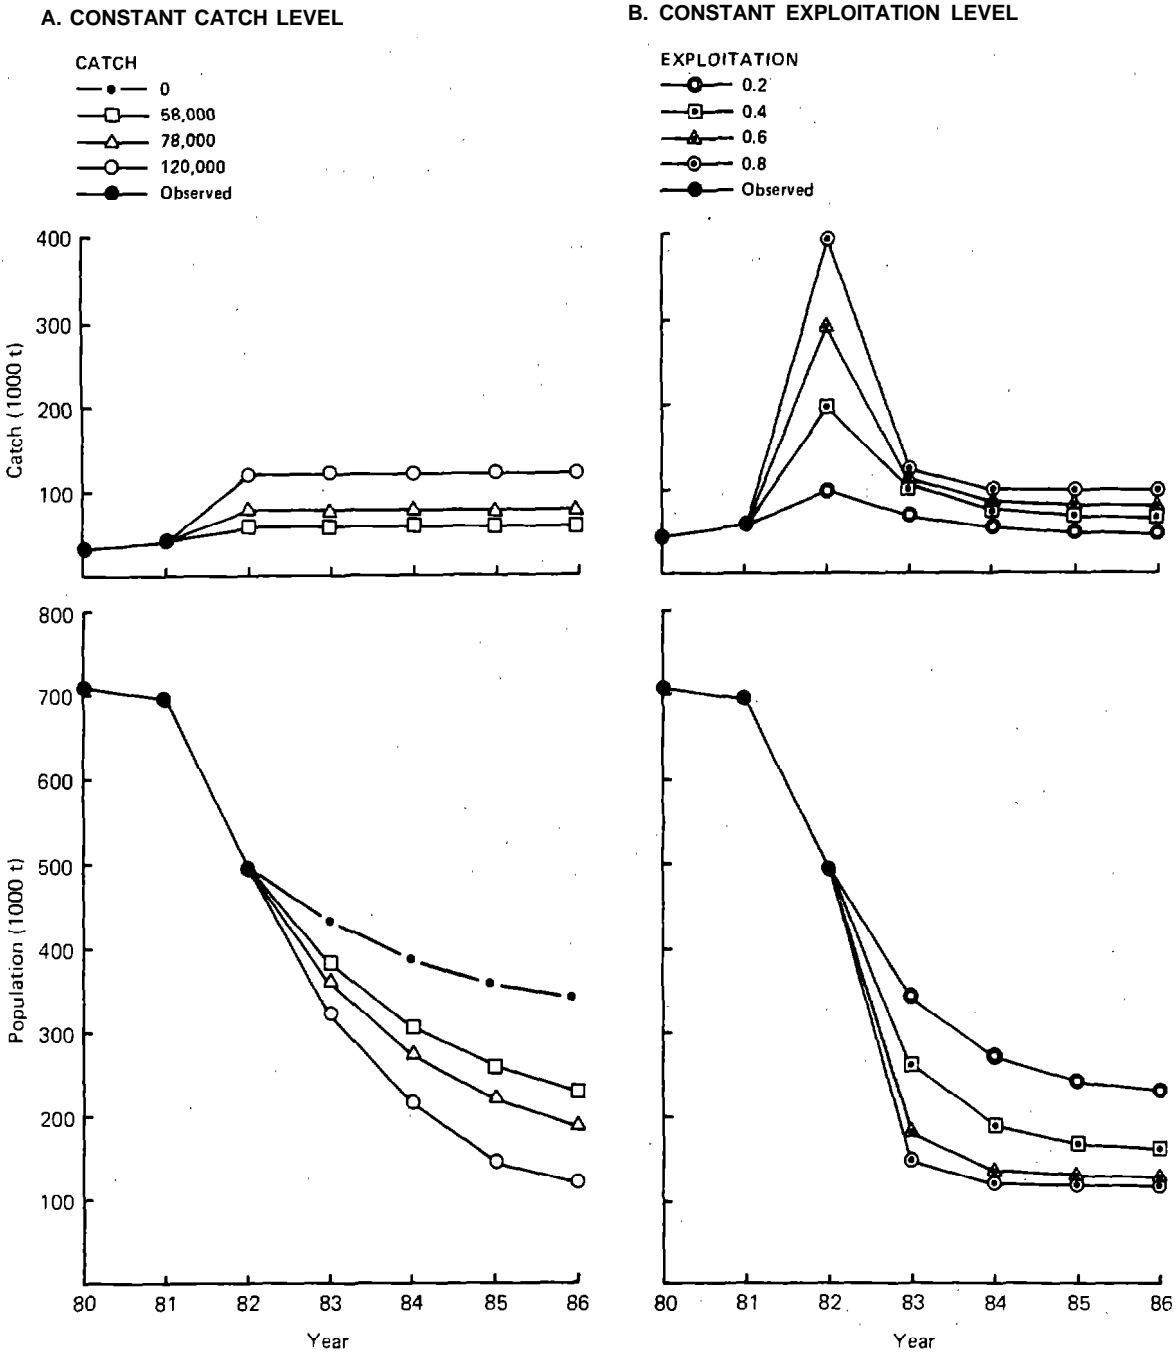 A. CONSTANT CATCH LEVEL
CATCH
0
58,000
78,000
120,000
Observed
B. CONSTANT EXPLOITATION LEVEL
EXPLOITATION
0.2
0.4
0.6
0.8
Observed
400
300
200
100
Catch (1000 t)
800
700
600
500
400
300
200
100
Population (1000 t)
80 81 82 83 84 85 86
Year
80 81 82 83 84 85 86
Year